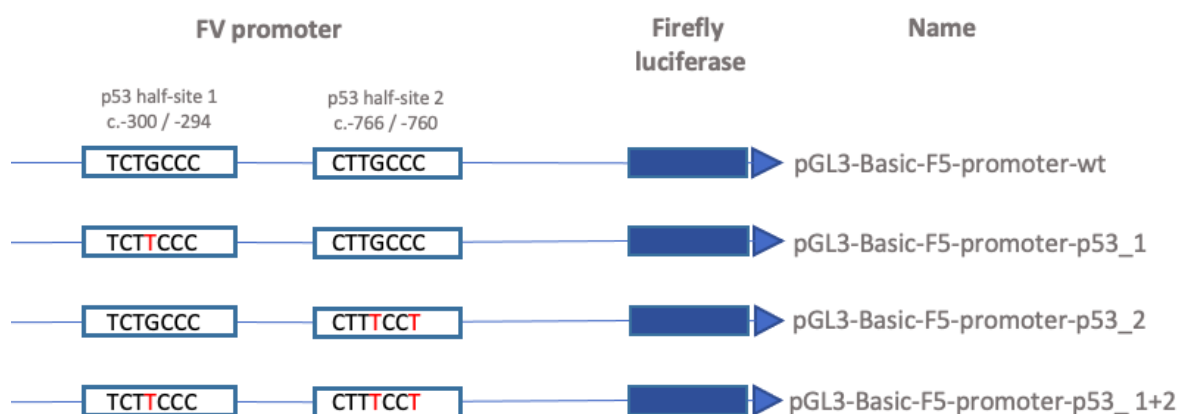 FV promoter Firefly luciferase Name
p53 half-site 1 p53 half-site 2
c.-300 / -294 c.-766 / -760
TCTGCCC CTTGCCC pGL3-Basic-F5-promoter-wt
TCTTCCC CTTGCCC pGL3-Basic-F5-promoter-p53_1
TCTGCCC CTTTCCT pGL3-Basic-F5-promoter-p53_2
TCTTCCC CTTTCCT pGL3-Basic-F5-promoter-p53_ 1+2